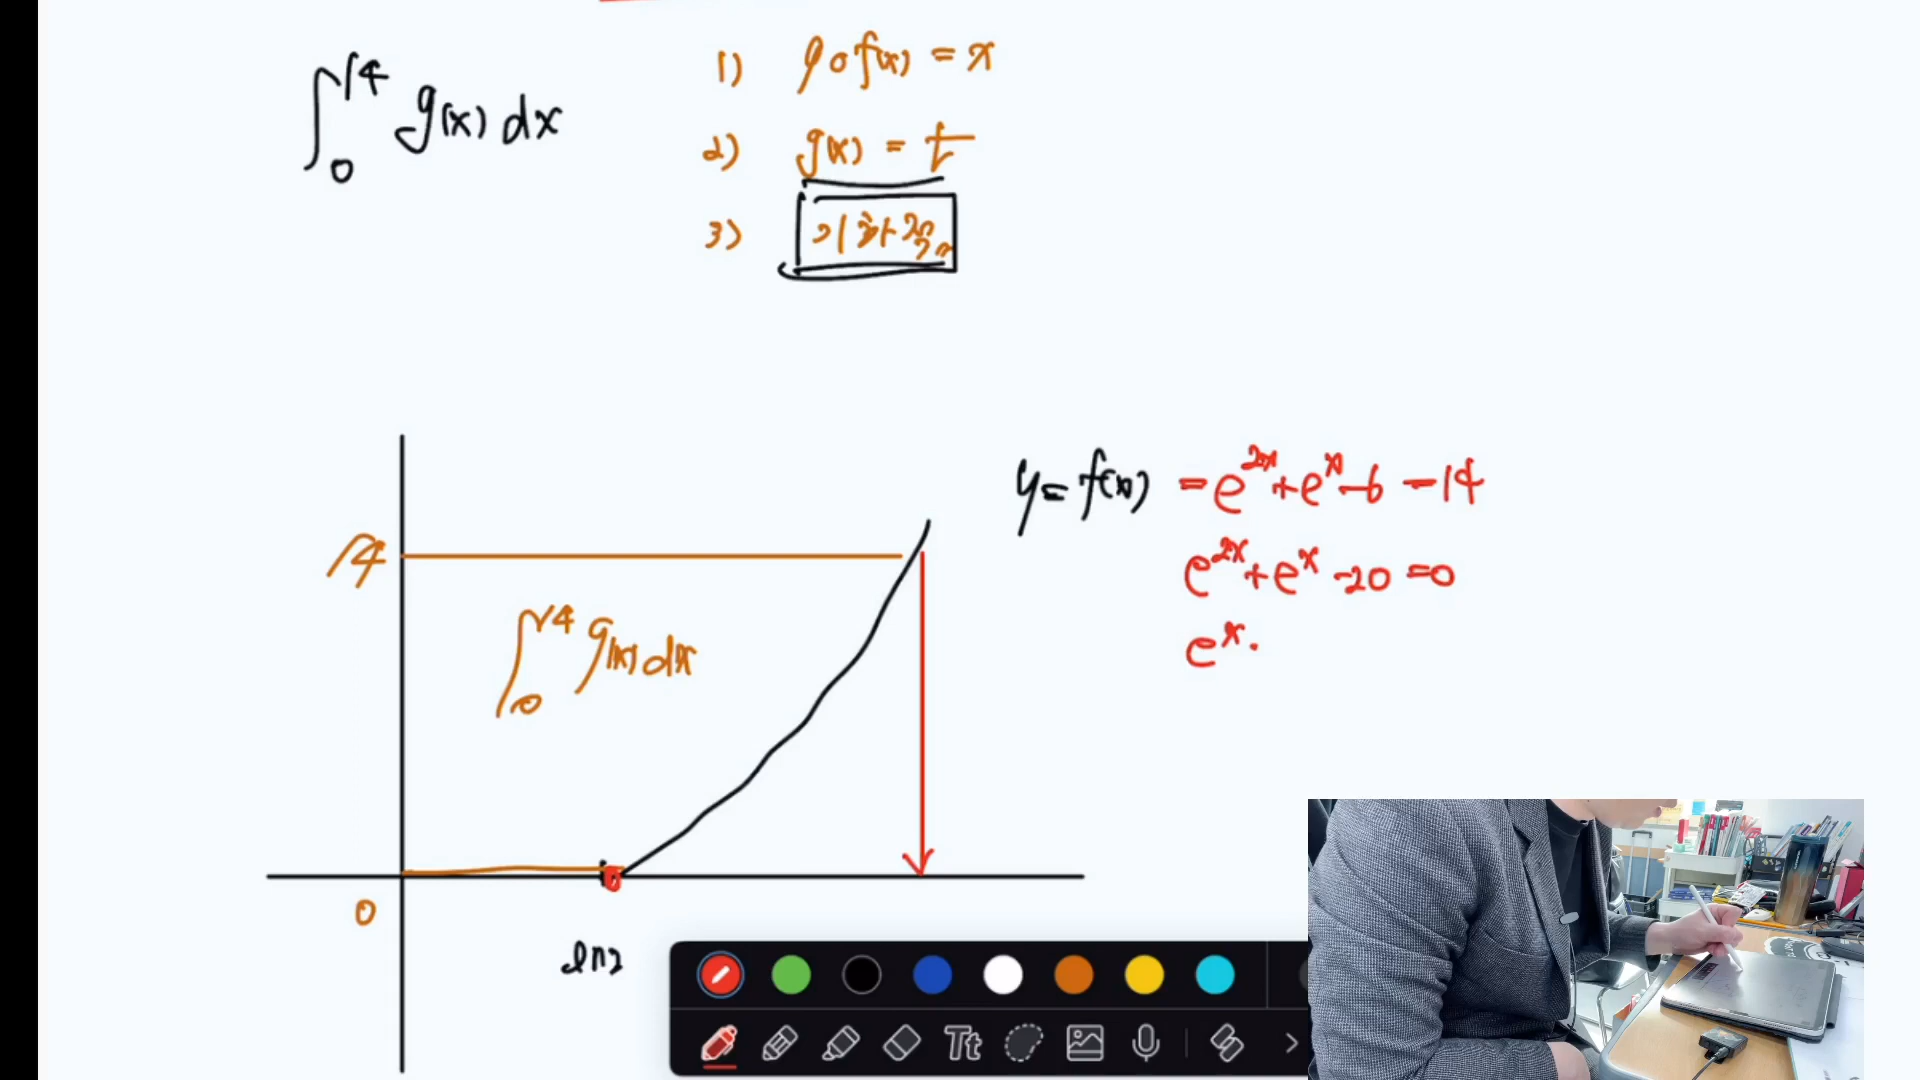 ∫₀¹⁴ g(x) dx
1) g∘f(x) = x
2) g(x) = t
3)
14
∫₀¹⁴ g(x) dx
0
ln2
y = f(x) = e^{2x} + e^x - 6 = 14
e^{2x} + e^x - 20 = 0
e^x ·
Tt